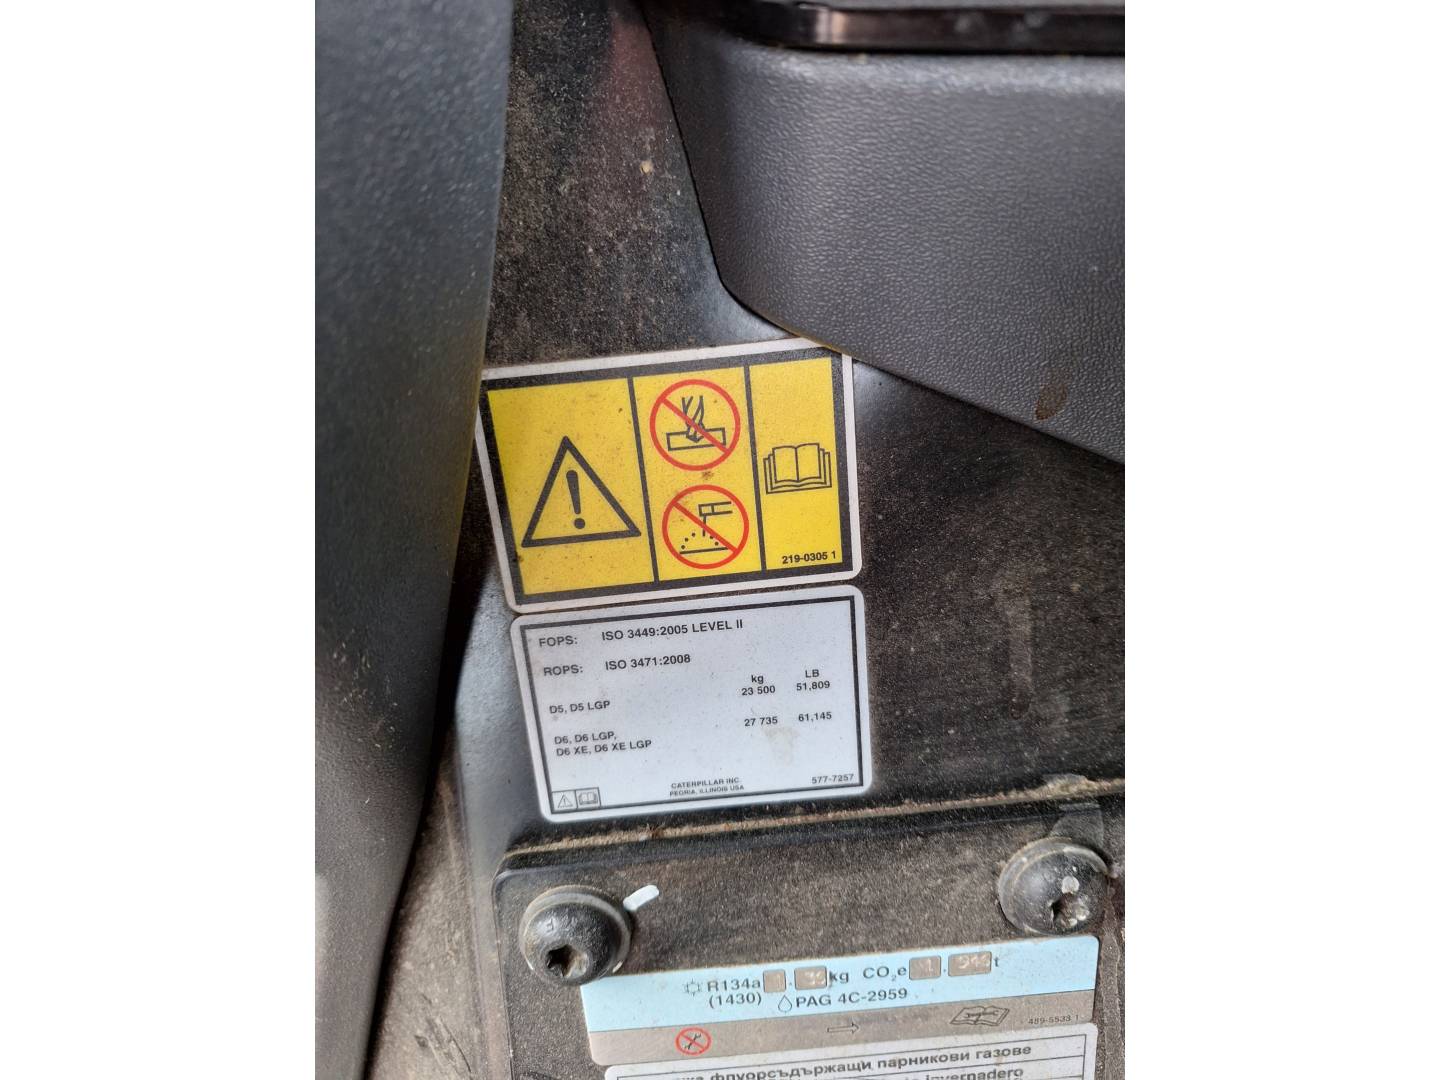 219-0305 1
FOPS: ISO 3449:2005 LEVEL II
ROPS: ISO 3471:2008
kg LB
D5, D5 LGP 23 500 51,809
D6, D6 LGP, 27 735 61,145
D6 XE, D6 XE LGP
CATERPILLAR INC.
PEORIA, ILLINOIS USA
577-7257
R134a kg CO₂e t
(1430) PAG 4C-2959
489-5533 1
флуорсъдържащи парникови газове
invernadero